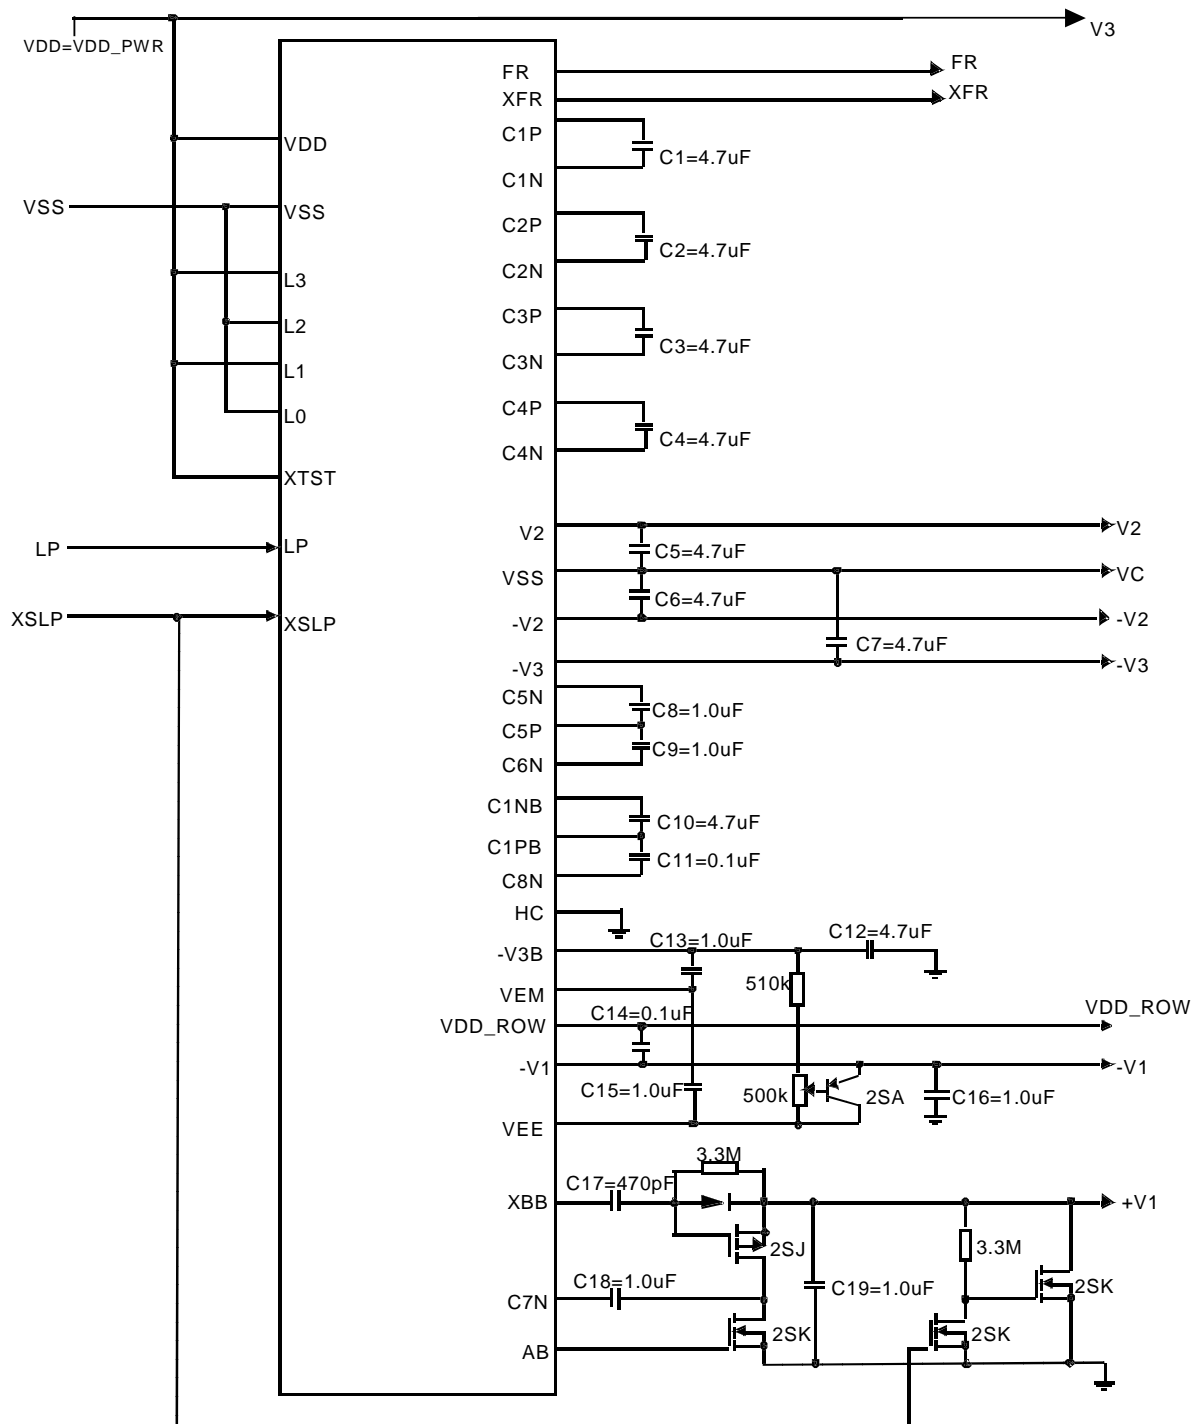 V3
VDD=VDD_PWR
FR
FR
XFR
XFR
C1P
VDD
C1=4.7uF
C1N
VSS
VSS
C2P
C2=4.7uF
C2N
L3
C3P
L2
C3=4.7uF
C3N
L1
C4P
L0
C4=4.7uF
C4N
XTST
V2
V2
LP
LP
C5=4.7uF
VSS
VC
C6=4.7uF
XSLP
XSLP
-V2
-V2
C7=4.7uF
-V3
-V3
C5N
C8=1.0uF
C5P
C9=1.0uF
C6N
C1NB
C10=4.7uF
C1PB
C11=0.1uF
C8N
HC
C12=4.7uF
C13=1.0uF
-V3B
510k
VEM
C14=0.1uF
VDD_ROW
VDD_ROW
-V1
-V1
C15=1.0uF
500k
2SA
C16=1.0uF
VEE
3.3M
C17=470pF
XBB
+V1
2SJ
3.3M
C18=1.0uF
C19=1.0uF
2SK
C7N
2SK
2SK
AB